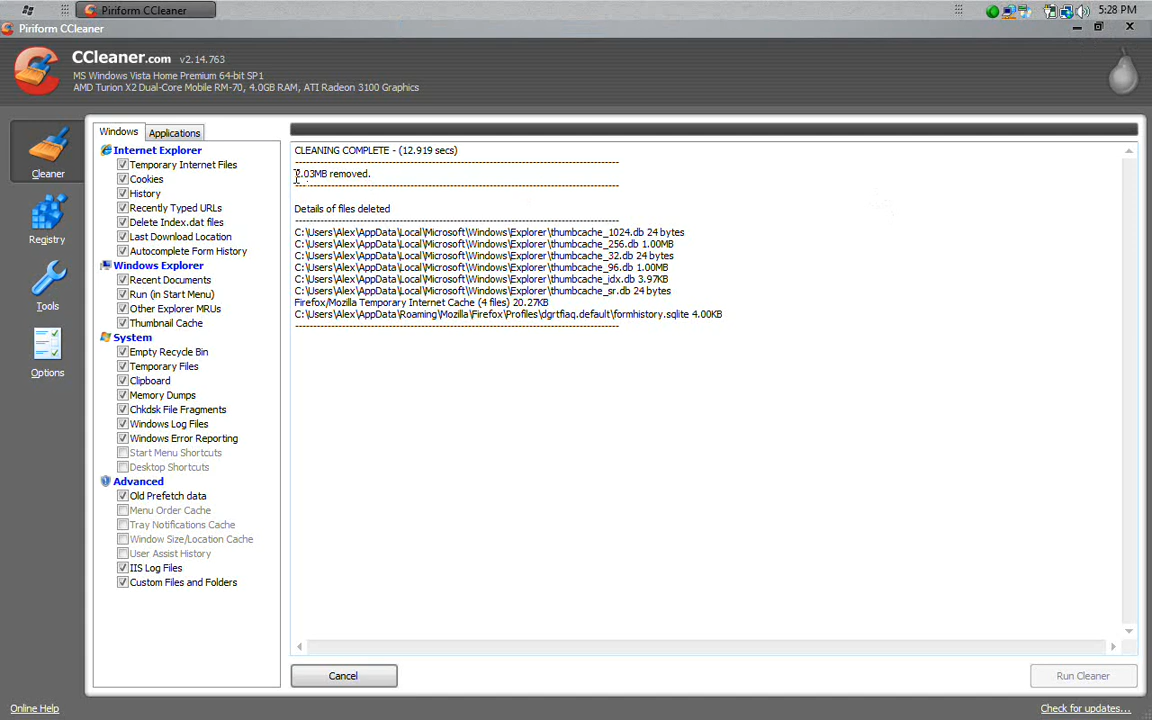 Piriform CCleaner
5:28 PM
Piriform CCleaner
CCleaner.com v2.14.763
MS Windows Vista Home Premium 64-bit SP1
AMD Turion X2 Dual-Core Mobile RM-70, 4.0GB RAM, ATI Radeon 3100 Graphics
Cleaner
Registry
Tools
Options
Windows
Applications
Internet Explorer
Temporary Internet Files
Cookies
History
Recently Typed URLs
Delete Index.dat files
Last Download Location
Autocomplete Form History
Windows Explorer
Recent Documents
Run (in Start Menu)
Other Explorer MRUs
Thumbnail Cache
System
Empty Recycle Bin
Temporary Files
Clipboard
Memory Dumps
Chkdsk File Fragments
Windows Log Files
Windows Error Reporting
Start Menu Shortcuts
Desktop Shortcuts
Advanced
Old Prefetch data
Menu Order Cache
Tray Notifications Cache
Window Size/Location Cache
User Assist History
IIS Log Files
Custom Files and Folders
CLEANING COMPLETE - (12.919 secs)
2.03MB removed.
Details of files deleted
C:\Users\Alex\AppData\Local\Microsoft\Windows\Explorer\thumbcache_1024.db 24 bytes
C:\Users\Alex\AppData\Local\Microsoft\Windows\Explorer\thumbcache_256.db 1.00MB
C:\Users\Alex\AppData\Local\Microsoft\Windows\Explorer\thumbcache_32.db 24 bytes
C:\Users\Alex\AppData\Local\Microsoft\Windows\Explorer\thumbcache_96.db 1.00MB
C:\Users\Alex\AppData\Local\Microsoft\Windows\Explorer\thumbcache_idx.db 3.97KB
C:\Users\Alex\AppData\Local\Microsoft\Windows\Explorer\thumbcache_sr.db 24 bytes
Firefox/Mozilla Temporary Internet Cache (4 files) 20.27KB
C:\Users\Alex\AppData\Roaming\Mozilla\Firefox\Profiles\dgrtfiaq.default\formhistory.sqlite 4.00KB
Cancel
Run Cleaner
Online Help
Check for updates...